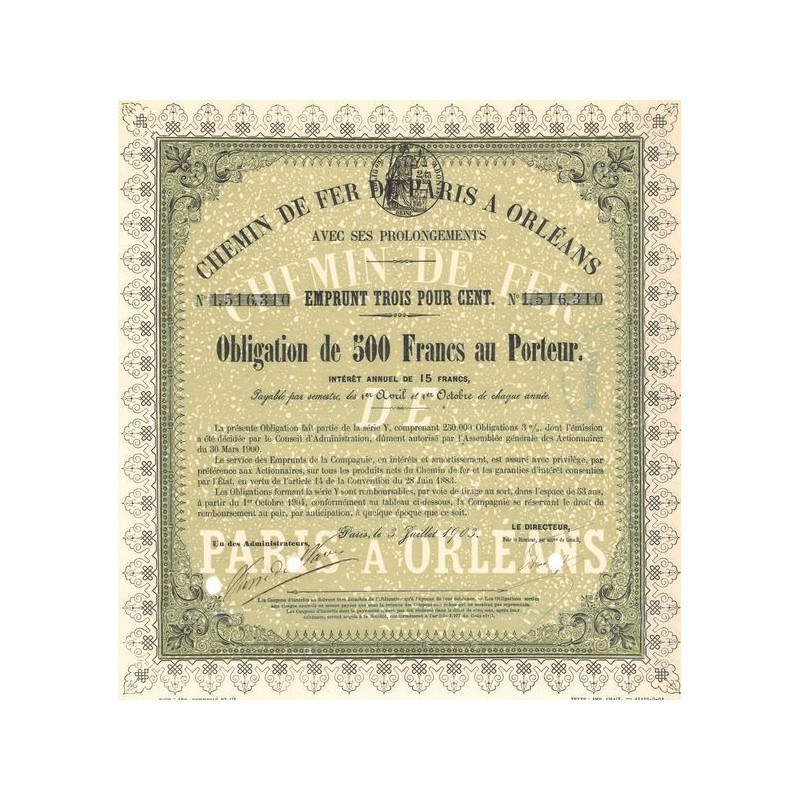 CHEMIN DE FER DE PARIS A ORLÉANS
AVEC SES PROLONGEMENTS
CHEMIN DE FER
Nº 1,516,310 EMPRUNT TROIS POUR CENT. Nº 1,516,310
Obligation de 500 Francs au Porteur.
INTÉRÊT ANNUEL DE 15 FRANCS,
Payable par semestre, les 1er Avril et 1er Octobre de chaque année.
DE
La présente Obligation fait partie de la série Y, comprenant 250.000 Obligations 3 %, dont l'émission
a été décidée par le Conseil d'Administration, dûment autorisé par l'Assemblée générale des Actionnaires
du 30 Mars 1900.
Le service des Emprunts de la Compagnie, en intérêts et amortissement, est assuré avec privilège, par
préférence aux Actionnaires, sur tous les produits nets du Chemin de fer et les garanties d'intérêt consenties
par l'État, en vertu de l'article 14 de la Convention du 28 Juin 1883.
Les Obligations formant la série Y sont remboursables, par voie de tirage au sort, dans l'espace de 53 ans,
à partir du 1er Octobre 1904, conformément au tableau ci-dessous, la Compagnie se réservant le droit de
remboursement au pair, par anticipation, à quelque époque que ce soit.
Paris, le 3 Juillet 1903.
LE DIRECTEUR,
Un des Administrateurs,
PARIS A ORLÉANS